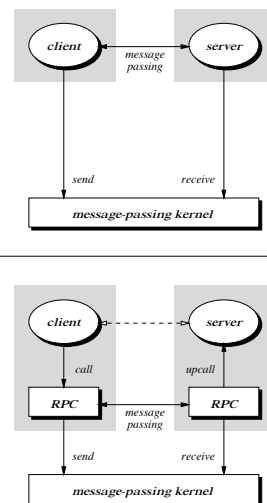 client
server
message
passing
send
receive
message-passing kernel
client
server
call
upcall
RPC
RPC
message
passing
send
receive
message-passing kernel